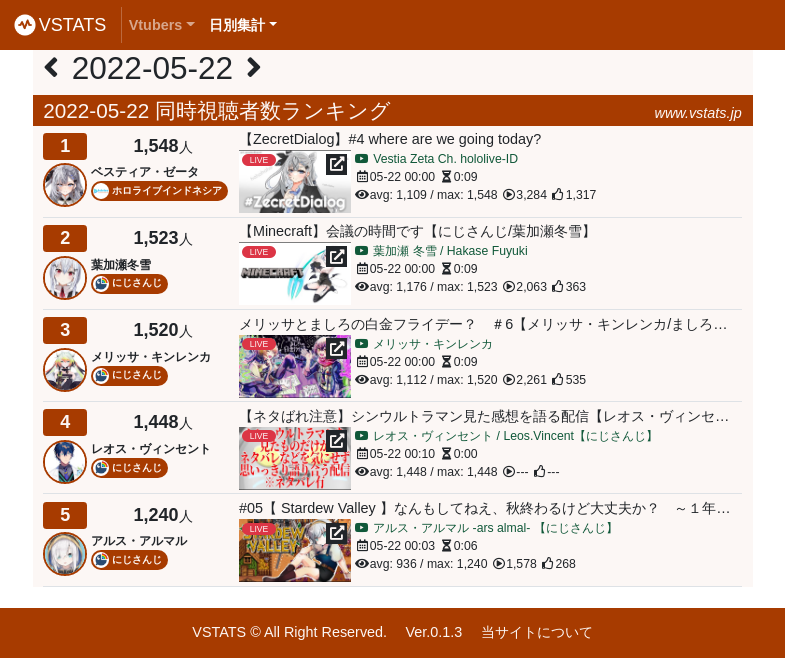 VSTATS Vtubers 日別集計
2022-05-22
2022-05-22 同時視聴者数ランキング www.vstats.jp
1 1,548人
ベスティア・ゼータ
ホロライブインドネシア
【ZecretDialog】#4 where are we going today?
LIVE
#ZecretDialog
Vestia Zeta Ch. hololive-ID
05-22 00:00 0:09
avg: 1,109 / max: 1,548 3,284 1,317
2 1,523人
葉加瀬冬雪
にじさんじ
【Minecraft】会議の時間です【にじさんじ/葉加瀬冬雪】
LIVE
MINECRAFT
葉加瀬 冬雪 / Hakase Fuyuki
05-22 00:00 0:09
avg: 1,176 / max: 1,523 2,063 363
3 1,520人
メリッサ・キンレンカ
にじさんじ
メリッサとましろの白金フライデー？　＃6【メリッサ・キンレンカ/ましろ…
LIVE
メリッサ・キンレンカ
05-22 00:00 0:09
avg: 1,112 / max: 1,520 2,261 535
4 1,448人
レオス・ヴィンセント
にじさんじ
【ネタばれ注意】シンウルトラマン見た感想を語る配信【レオス・ヴィンセ…
LIVE
レオス・ヴィンセント / Leos.Vincent【にじさんじ】
05-22 00:10 0:00
avg: 1,448 / max: 1,448 --- ---
5 1,240人
アルス・アルマル
にじさんじ
#05【 Stardew Valley 】なんもしてねえ、秋終わるけど大丈夫か？　～１年…
LIVE
STARDEW
VALLEY
アルス・アルマル -ars almal- 【にじさんじ】
05-22 00:03 0:06
avg: 936 / max: 1,240 1,578 268
VSTATS © All Right Reserved. Ver.0.1.3 当サイトについて